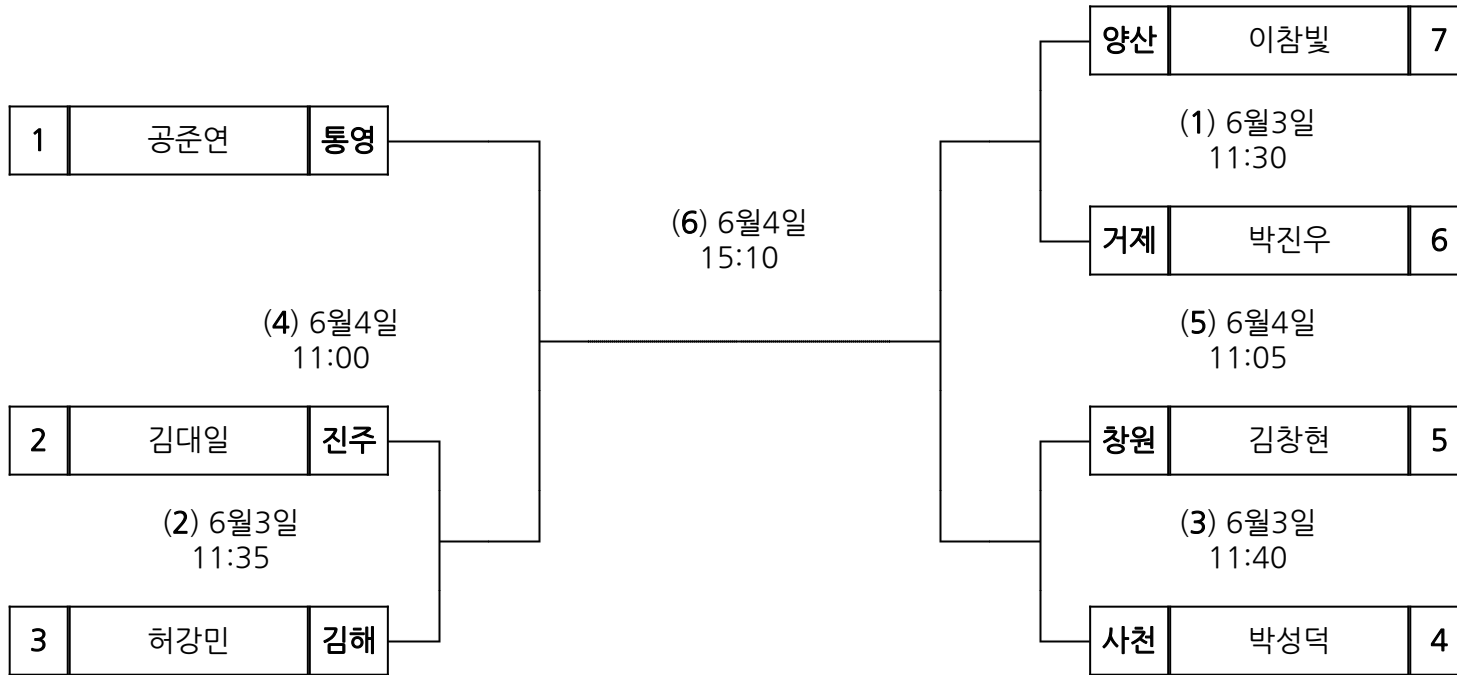 양산 이참빛 7
1 공준연 통영
(1) 6월3일
11:30
(6) 6월4일
15:10
거제 박진우 6
(4) 6월4일
11:00
(5) 6월4일
11:05
2 김대일 진주
창원 김창현 5
(2) 6월3일
11:35
(3) 6월3일
11:40
3 허강민 김해
사천 박성덕 4